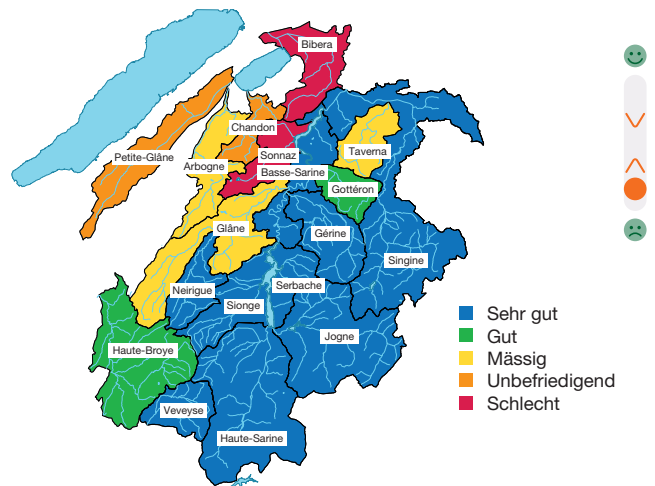 Bibera
Chandon
Petite-Glâne
Sonnaz
Taverna
Arbogne
Basse-Sarine
Gottéron
Glâne
Gérine
Singine
Neirigue
Serbache
Sionge
Jogne
Haute-Broye
Veveyse
Haute-Sarine
Sehr gut
Gut
Mässig
Unbefriedigend
Schlecht